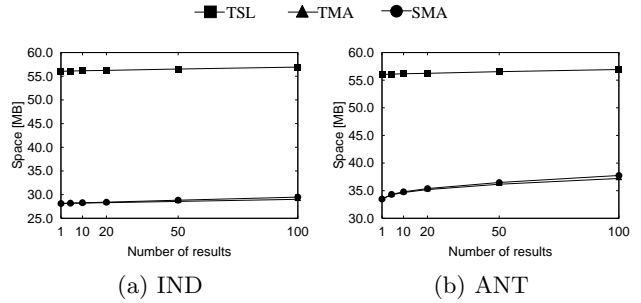 TSL TMA SMA
60.0
55.0
50.0
45.0
40.0
35.0
30.0
25.0
Space [MB]
1 10 20 50 100
Number of results
(a) IND
60.0
55.0
50.0
45.0
40.0
35.0
30.0
Space [MB]
1 10 20 50 100
Number of results
(b) ANT